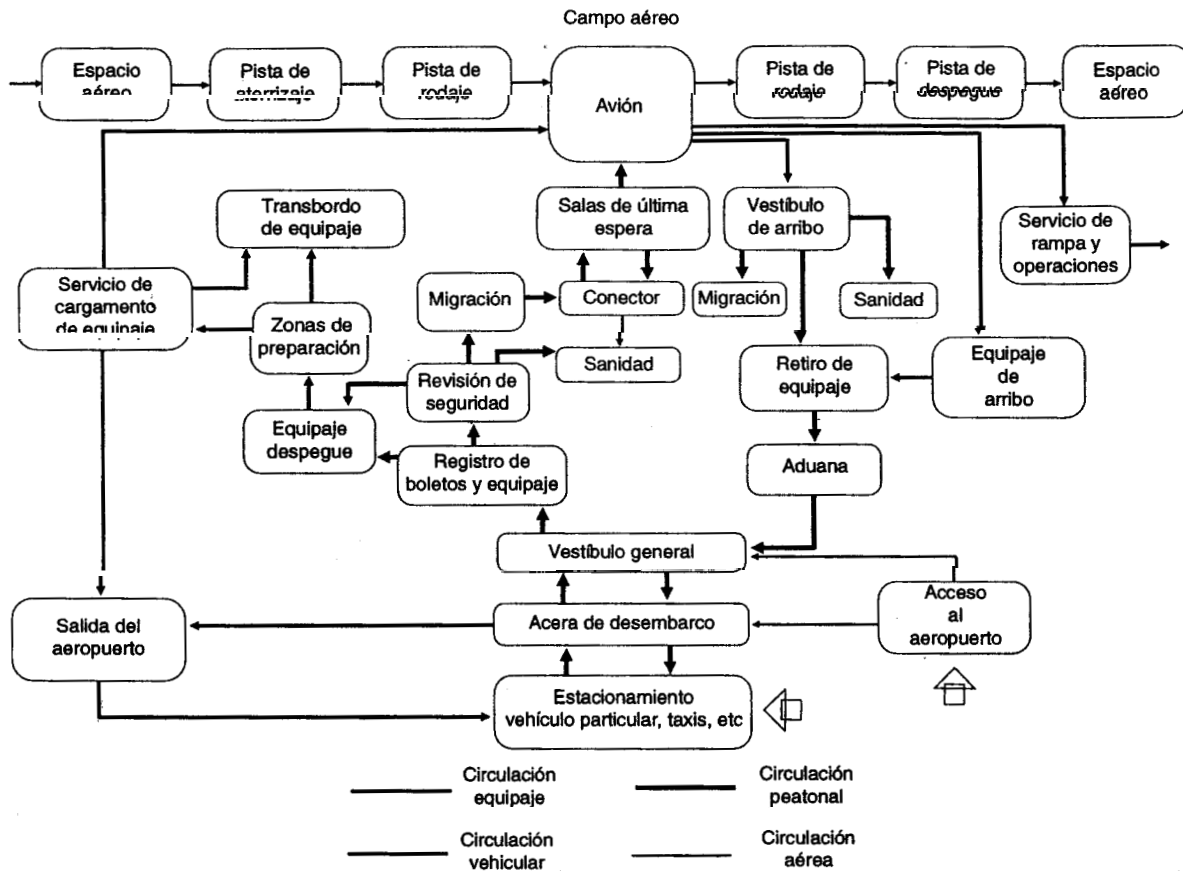 Campo aéreo
Espacio
aéreo
Pista de
aterrizaje
Pista de
rodaje
Avión
Pista de
rodaje
Pista de
despegue
Espacio
aéreo
Transbordo
de equipaje
Salas de última
espera
Vestíbulo
de arribo
Servicio de
rampa y
operaciones
Servicio de
cargamento
de equipaje
Zonas de
preparación
Migración
Conector
Migración
Sanidad
Sanidad
Revisión de
seguridad
Retiro de
equipaje
Equipaje
de
arribo
Equipaje
despegue
Registro de
boletos y equipaje
Aduana
Vestíbulo general
Salida del
aeropuerto
Acera de desembarco
Acceso
al
aeropuerto
Estacionamiento
vehículo particular, taxis, etc
Circulación
equipaje
Circulación
peatonal
Circulación
vehicular
Circulación
aérea